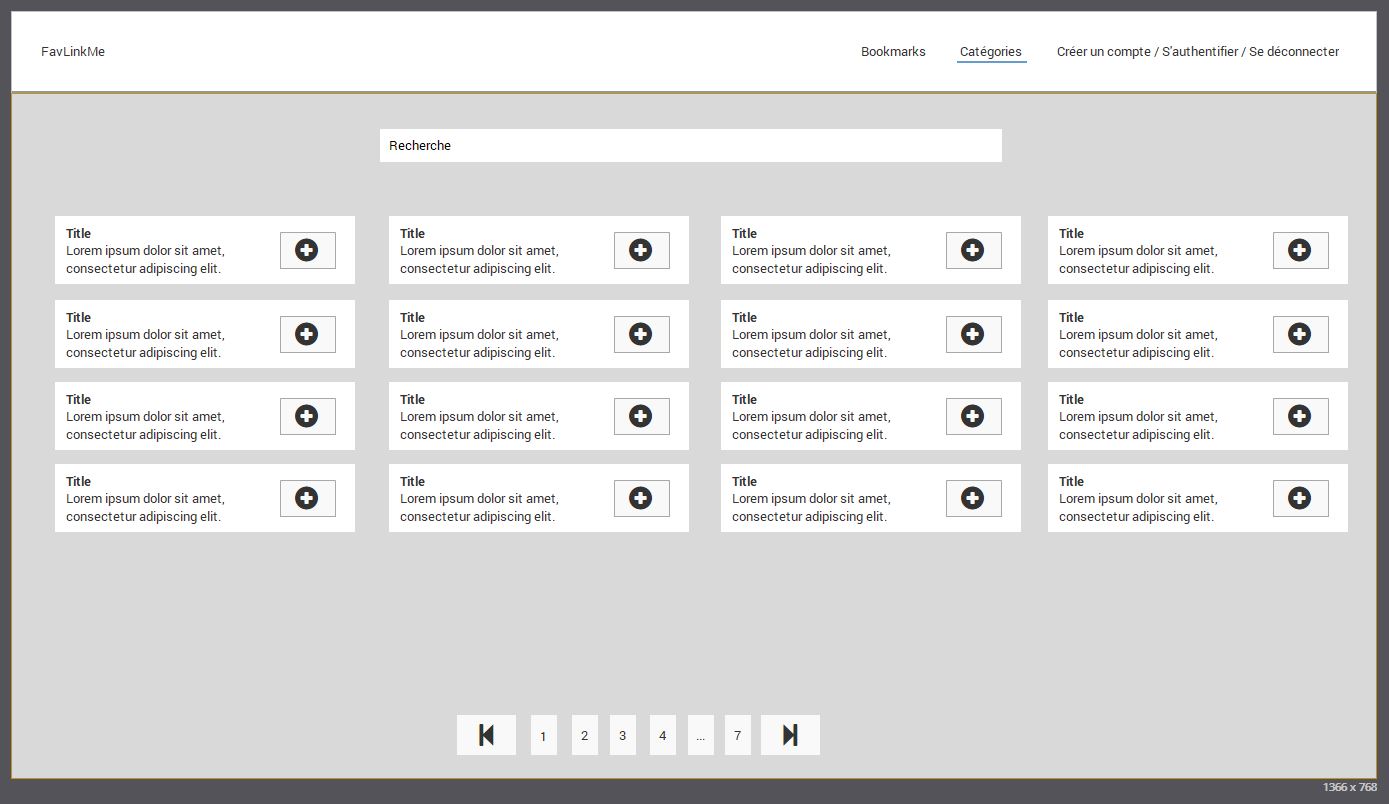 FavLinkMe
Bookmarks Catégories Créer un compte / S'authentifier / Se déconnecter
Recherche
Title Title Title Title
Lorem ipsum dolor sit amet, Lorem ipsum dolor sit amet, Lorem ipsum dolor sit amet, Lorem ipsum dolor sit amet,
consectetur adipiscing elit. consectetur adipiscing elit. consectetur adipiscing elit. consectetur adipiscing elit.
Title Title Title Title
Lorem ipsum dolor sit amet, Lorem ipsum dolor sit amet, Lorem ipsum dolor sit amet, Lorem ipsum dolor sit amet,
consectetur adipiscing elit. consectetur adipiscing elit. consectetur adipiscing elit. consectetur adipiscing elit.
Title Title Title Title
Lorem ipsum dolor sit amet, Lorem ipsum dolor sit amet, Lorem ipsum dolor sit amet, Lorem ipsum dolor sit amet,
consectetur adipiscing elit. consectetur adipiscing elit. consectetur adipiscing elit. consectetur adipiscing elit.
Title Title Title Title
Lorem ipsum dolor sit amet, Lorem ipsum dolor sit amet, Lorem ipsum dolor sit amet, Lorem ipsum dolor sit amet,
consectetur adipiscing elit. consectetur adipiscing elit. consectetur adipiscing elit. consectetur adipiscing elit.
1 2 3 4 ... 7
1366 x 768